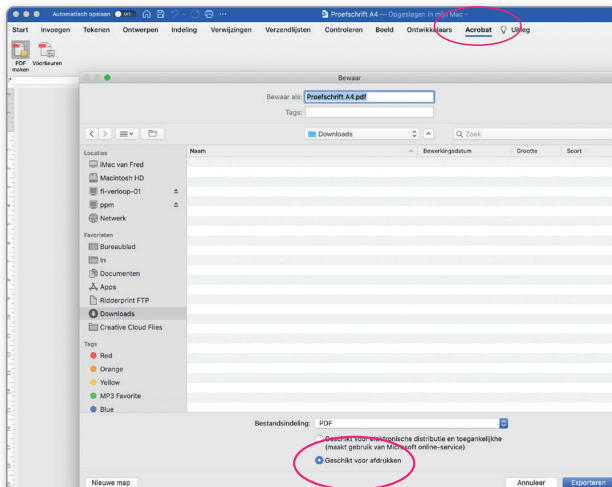 Automatisch opslaan UIT Proefschrift A4 — Opgeslagen in mijn Mac
Start Invoegen Tekenen Ontwerpen Indeling Verwijzingen Verzendlijsten Controleren Beeld Ontwikkelaars Acrobat Uitleg
PDF maken Voorkeuren
Bewaar
Bewaar als: Proefschrift A4.pdf
Tags:
Downloads Zoek
Locaties Naam Bewerkingsdatum Grootte Soort
iMac van Fred
Macintosh HD
fl-verloop-01
ppm
Netwerk
Favorieten
Bureaublad
In
Documenten
Apps
Ridderprint FTP
Downloads
Creative Cloud Files
Tags
Red
Orange
Yellow
MP3 Favorite
Blue
Bestandsindeling: PDF
Geschikt voor elektronische distributie en toegankelijkhe
(maakt gebruik van Microsoft online-service)
Geschikt voor afdrukken
Nieuwe map Annuleer Exporteren